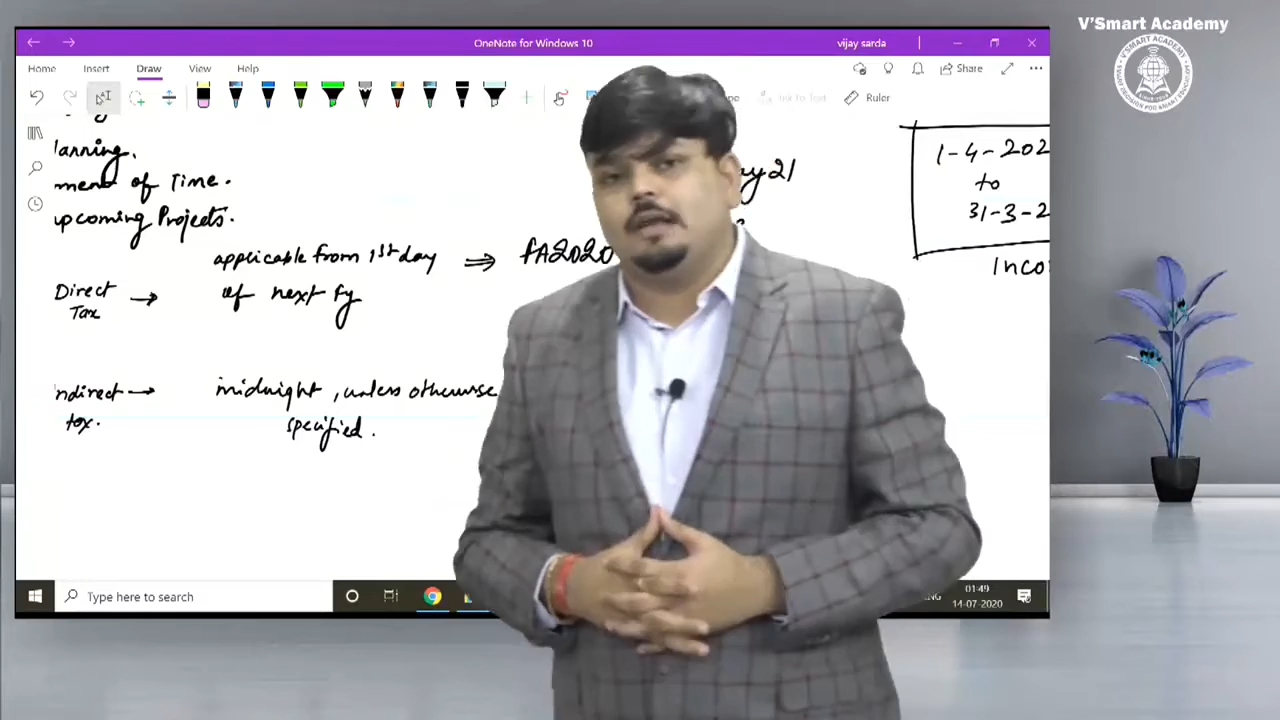 V'Smart Academy
OneNote for Windows 10
vijay sarda
Home Insert Draw View Help
Share
Ruler
lanning.
ment of Time.
upcoming Projects.
ay21
1-4-202
to
31-3-2
Inco
applicable from 1st day ⇒ FA2020
Direct → of next fy
Tax
ndirect → midnight, unless otherwise
tax. specified.
Type here to search
01:49
14-07-2020